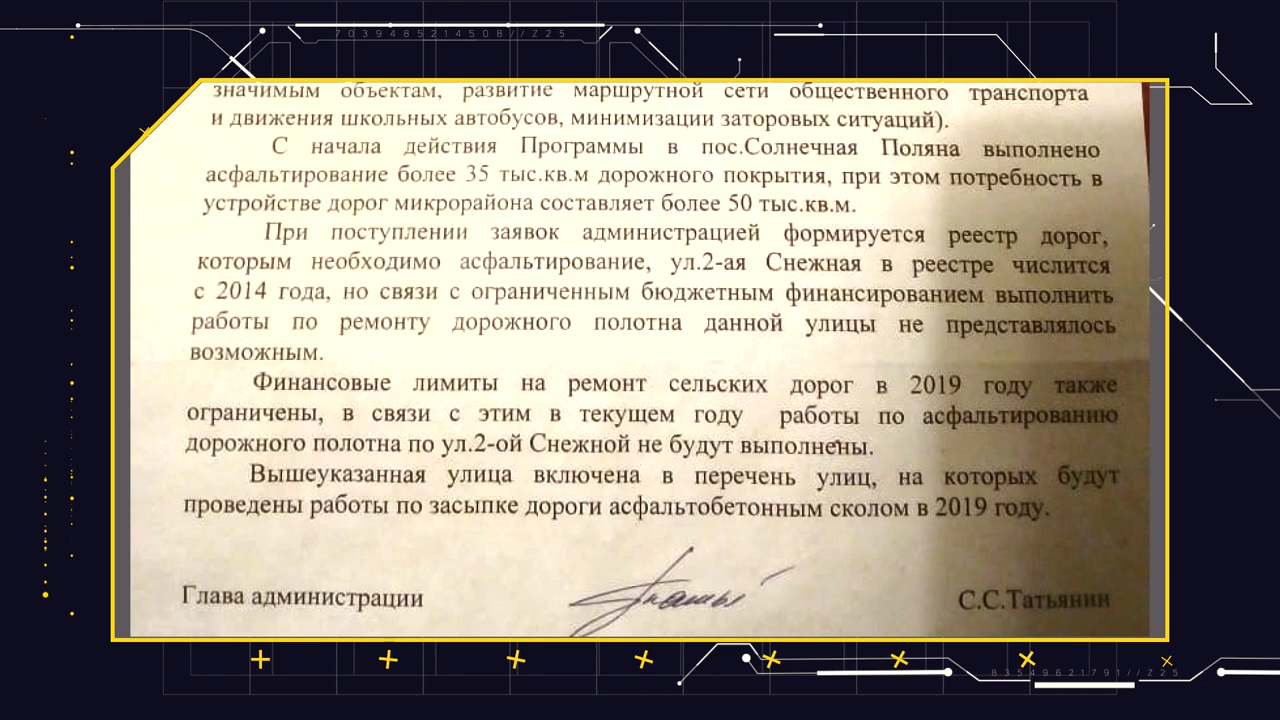 7039485214508//Z25
значимым объектам, развитие маршрутной сети общественного транспорта
и движения школьных автобусов, минимизации заторовых ситуаций).
С начала действия Программы в пос.Солнечная Поляна выполнено
асфальтирование более 35 тыс.кв.м дорожного покрытия, при этом потребность в
устройстве дорог микрорайона составляет более 50 тыс.кв.м.
При поступлении заявок администрацией формируется реестр дорог,
которым необходимо асфальтирование, ул.2-ая Снежная в реестре числится
с 2014 года, но связи с ограниченным бюджетным финансированием выполнить
работы по ремонту дорожного полотна данной улицы не представлялось
возможным.
Финансовые лимиты на ремонт сельских дорог в 2019 году также
ограничены, в связи с этим в текущем году работы по асфальтированию
дорожного полотна по ул.2-ой Снежной не будут выполнены.
Вышеуказанная улица включена в перечень улиц, на которых будут
проведены работы по засыпке дороги асфальтобетонным сколом в 2019 году.
Глава администрации С.С.Татьянин
83549621791//Z25